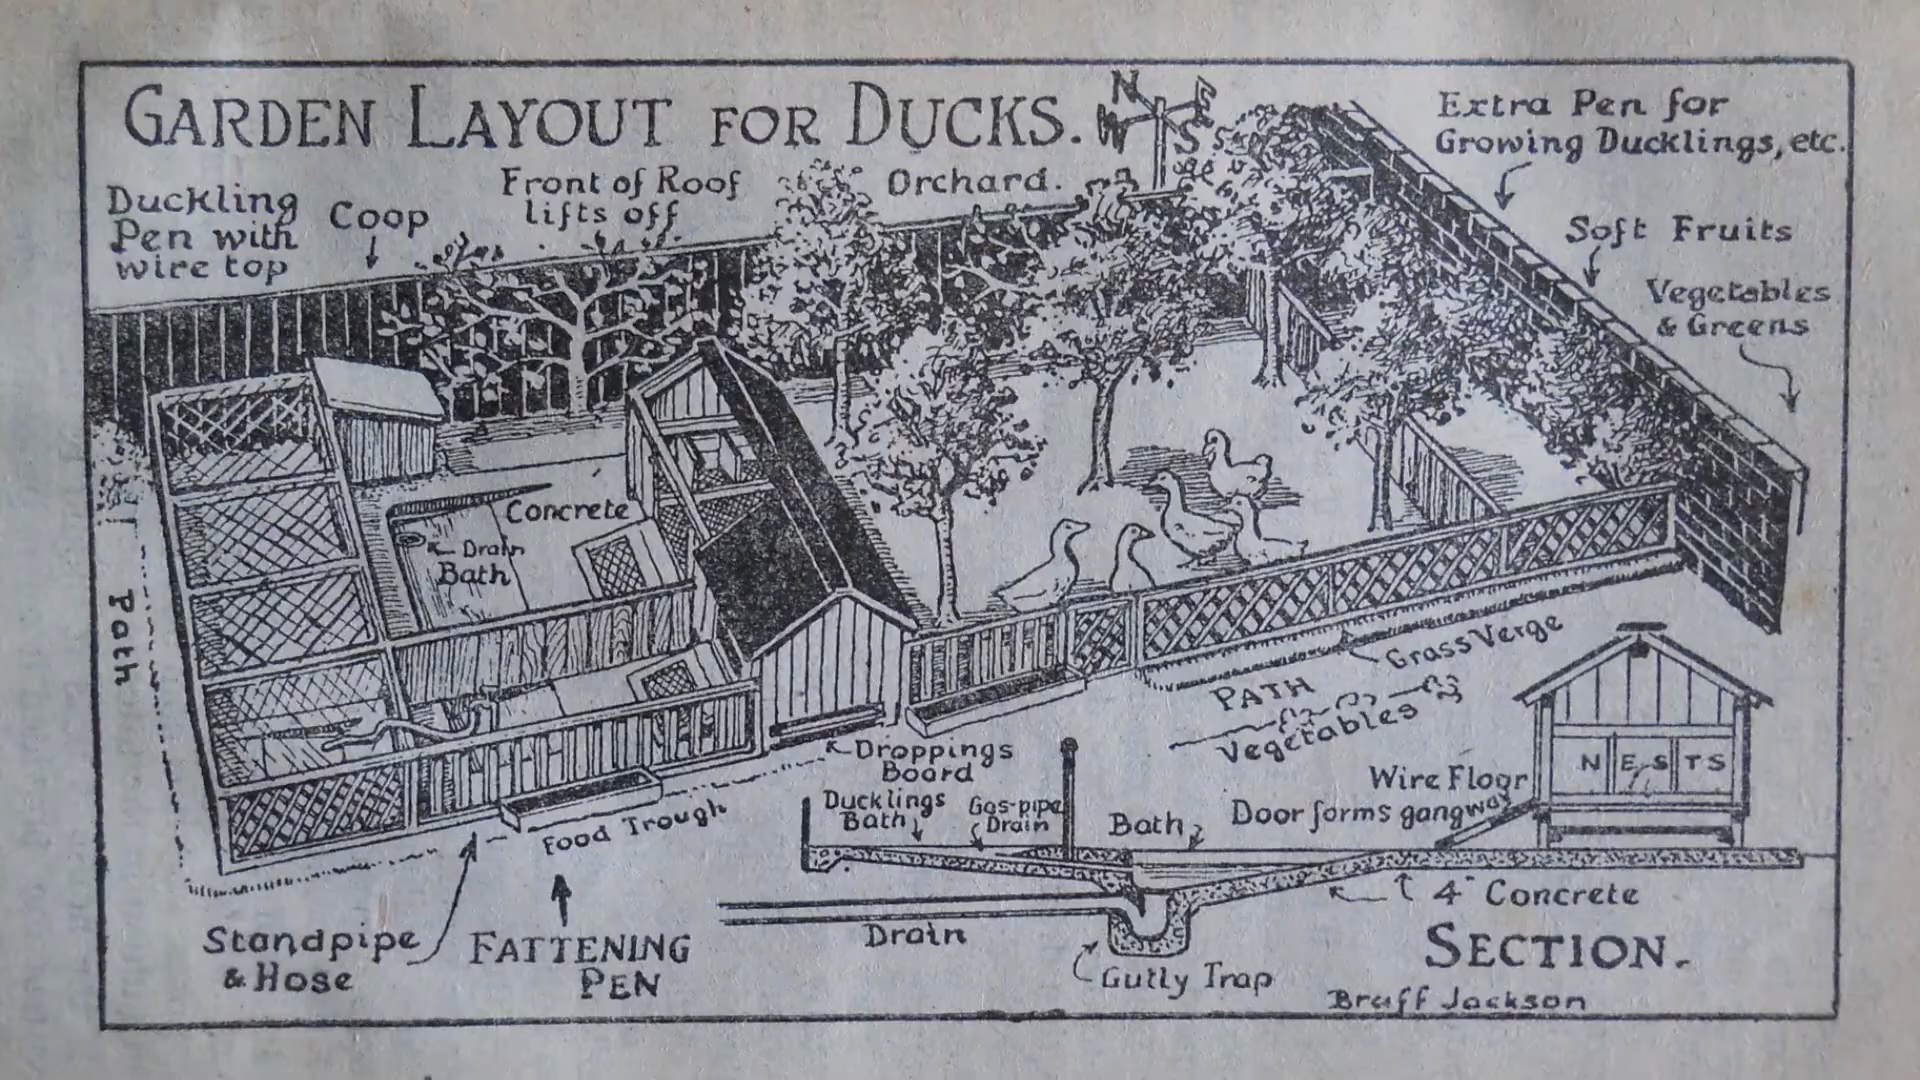 GARDEN LAYOUT FOR DUCKS.
N
E
W
S
Extra Pen for
Growing Ducklings, etc.
Duckling
Pen with
wire top
Coop
Front of Roof
lifts off
Orchard.
Soft Fruits
Vegetables
& Greens
Concrete
Drain
Bath
Path
Grass Verge
PATH
Vegetables
Droppings
Board
Food Trough
Standpipe
& Hose
FATTENING
PEN
Ducklings
Bath
Gas-pipe
Drain
Bath
Wire Floor
Door forms gangway
NESTS
4" Concrete
Drain
Gully Trap
SECTION.
Braff Jackson